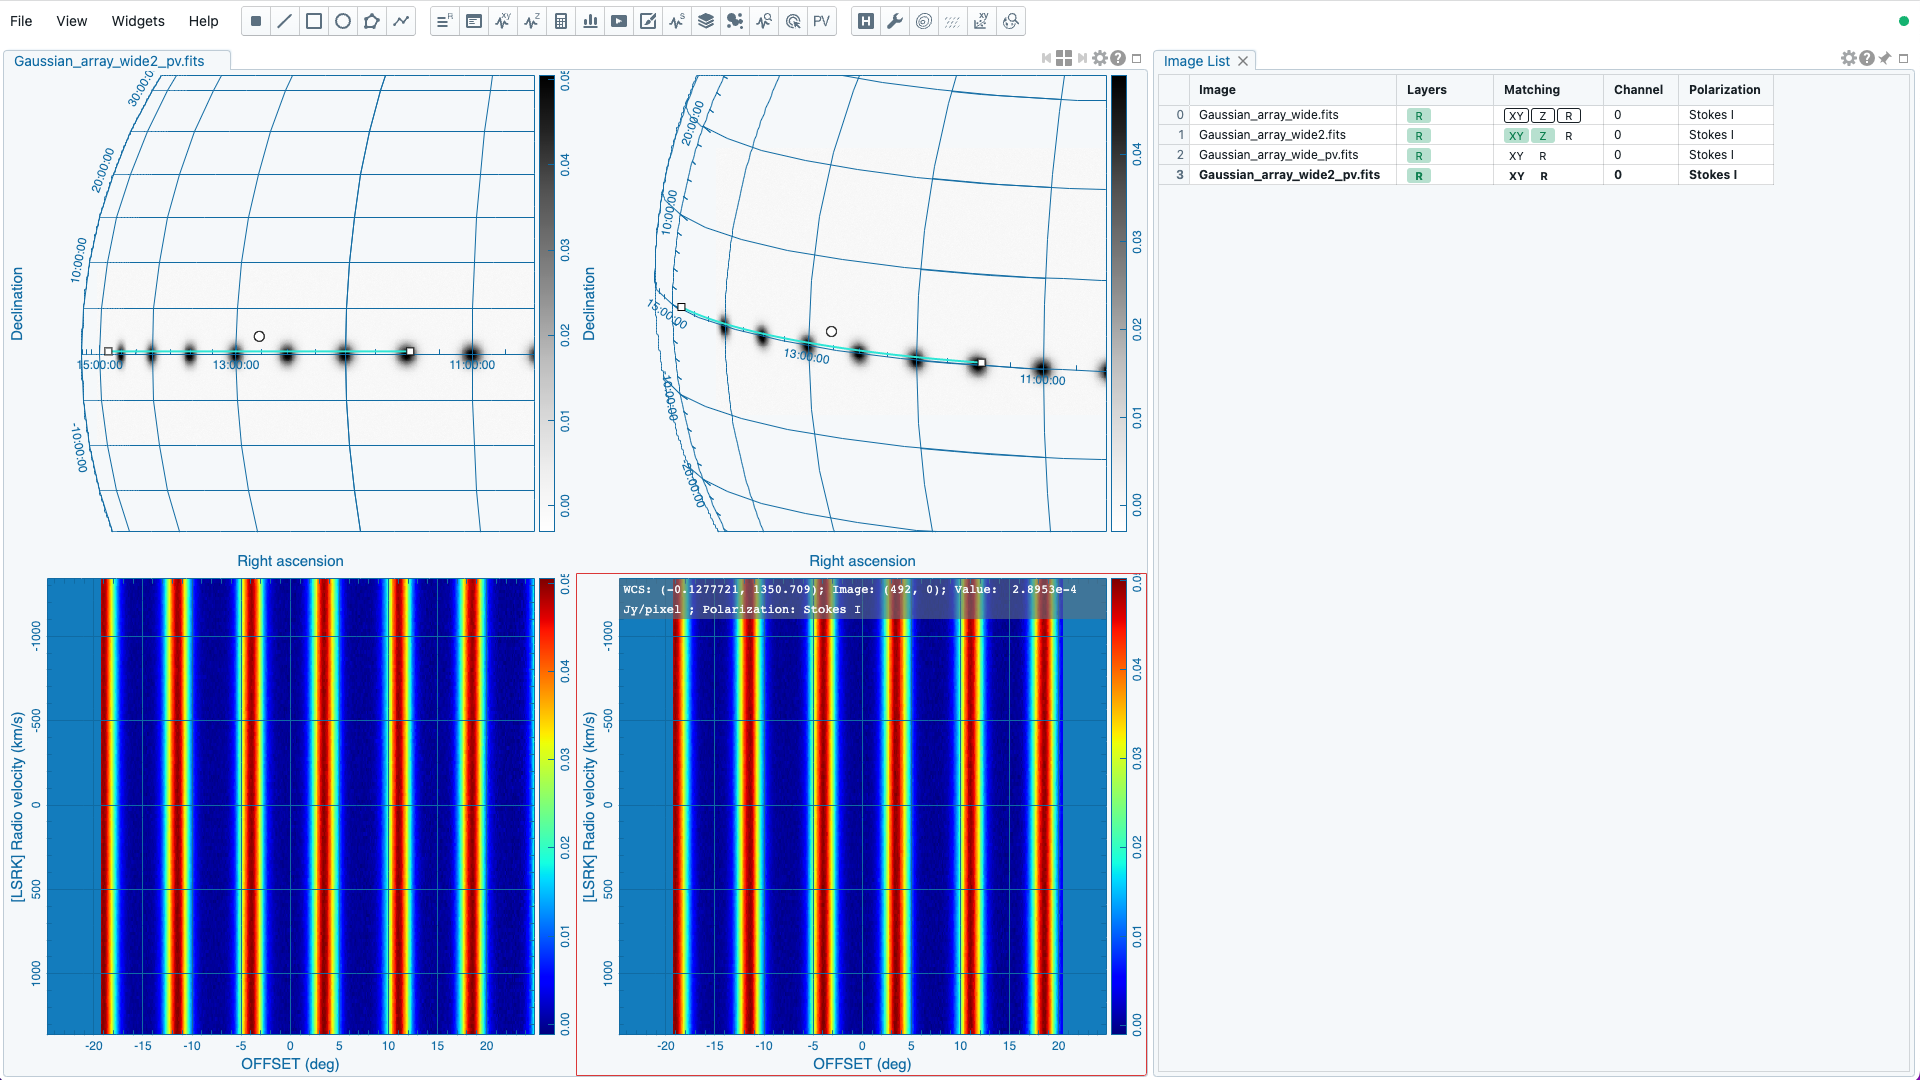 File View Widgets Help
R XY Z S PV H xy
Gaussian_array_wide2_pv.fits
Image List
Image Layers Matching Channel Polarization
0 Gaussian_array_wide.fits R XY Z R 0 Stokes I
1 Gaussian_array_wide2.fits R XY Z R 0 Stokes I
2 Gaussian_array_wide_pv.fits R XY R 0 Stokes I
3 Gaussian_array_wide2_pv.fits R XY R 0 Stokes I
Declination
30:00:0
20:00:00
10:00:00
-10:00:00
15:00:00 13:00:00 11:00:00
Right ascension
0.05
0.04
0.03
0.02
0.01
0.00
Declination
20:00:00
10:00:00
-10:00:00
-20:00:00
15:00:00 13:00:00 11:00:00
Right ascension
0.04
0.03
0.02
0.01
0.00
[LSRK] Radio velocity (km/s)
-1000
-500
0
500
1000
-20 -15 -10 -5 0 5 10 15 20
OFFSET (deg)
0.05
0.04
0.03
0.02
0.01
0.00
WCS: (-0.1277721, 1350.709); Image: (492, 0); Value: 2.8953e-4
Jy/pixel ; Polarization: Stokes I
[LSRK] Radio velocity (km/s)
-1000
-500
0
500
1000
-20 -15 -10 -5 0 5 10 15 20
OFFSET (deg)
0.04
0.03
0.02
0.01
0.00